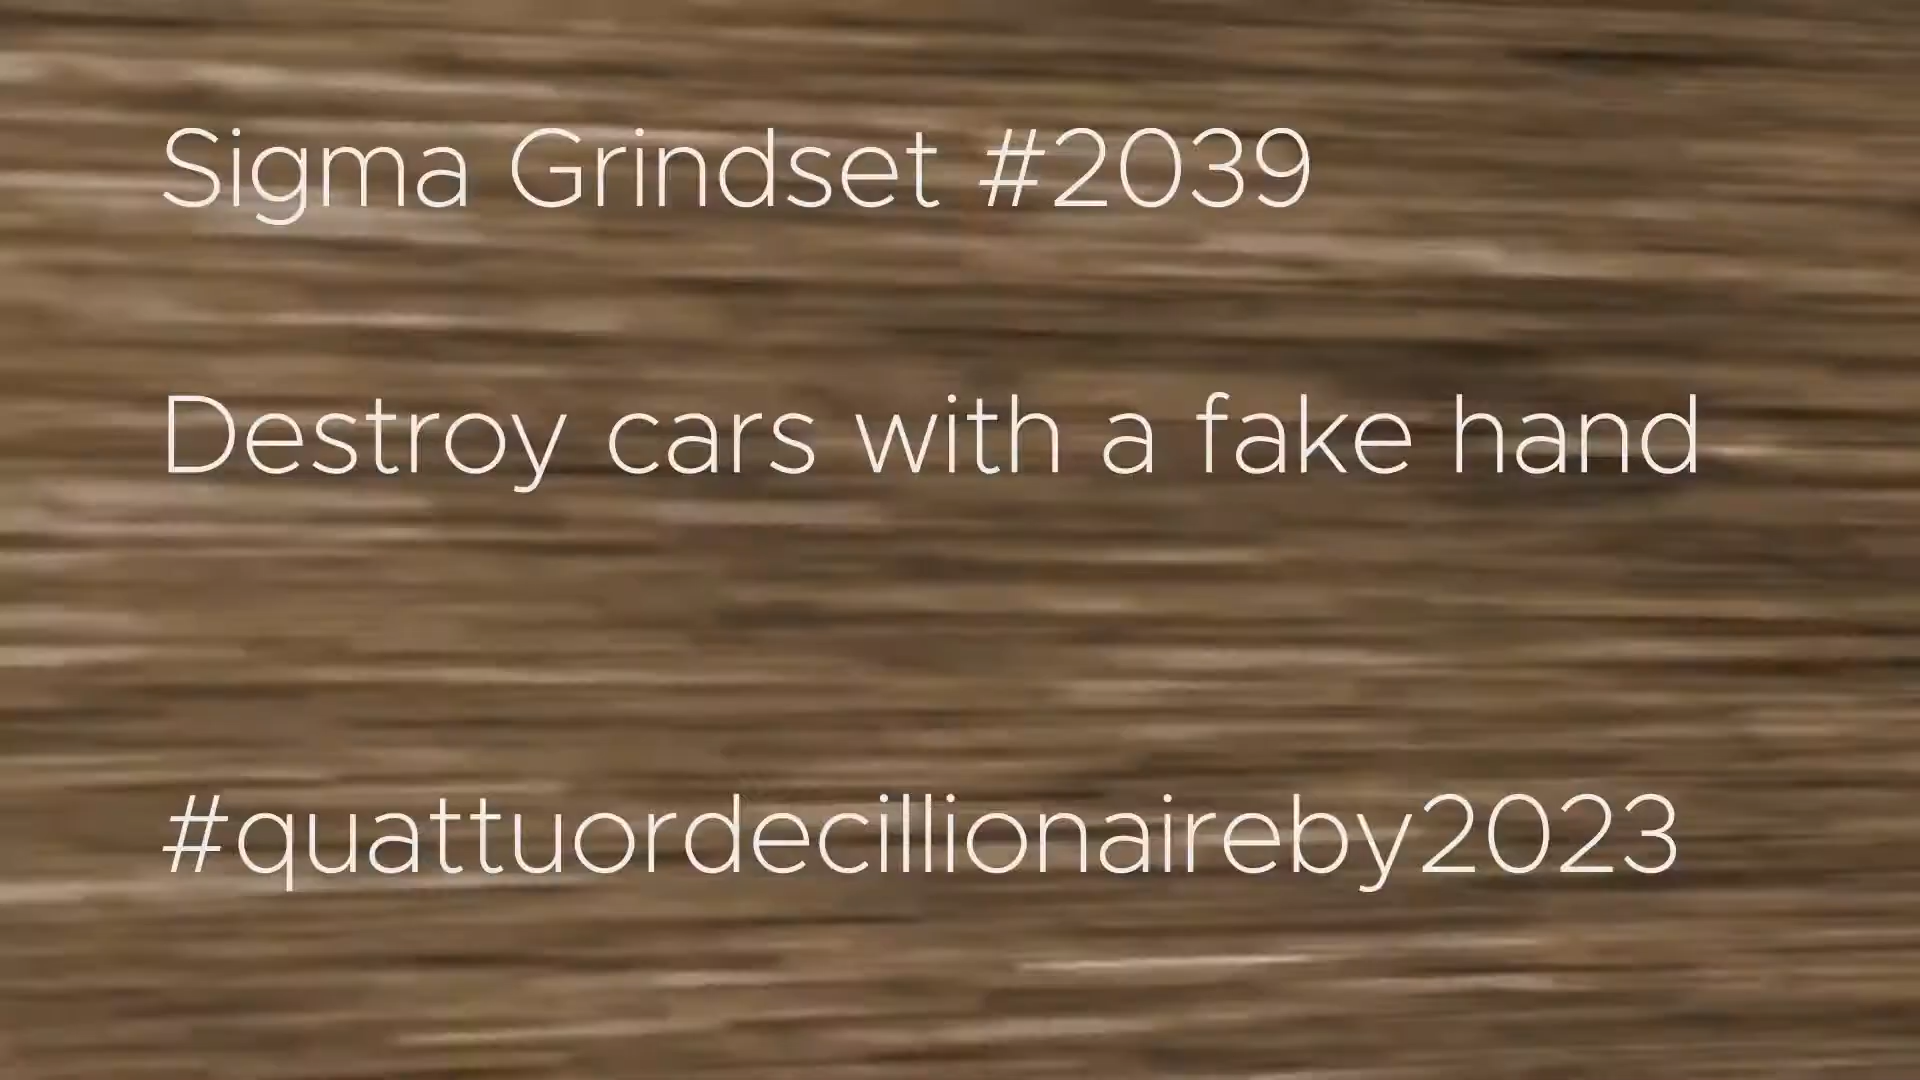 Sigma Grindset #2039
Destroy cars with a fake hand
#quattuordecillionaireby2023